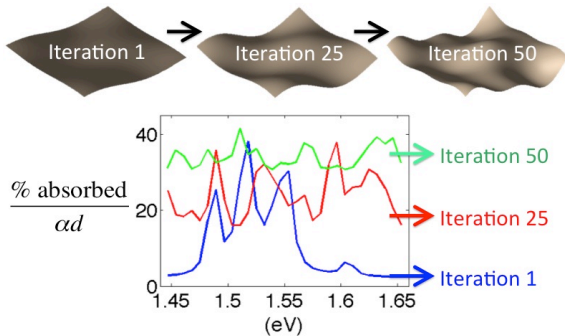 Iteration 1
Iteration 25
Iteration 50
% absorbed
αd
40
20
0
1.45 1.5 1.55 1.6 1.65
(eV)
Iteration 50
Iteration 25
Iteration 1